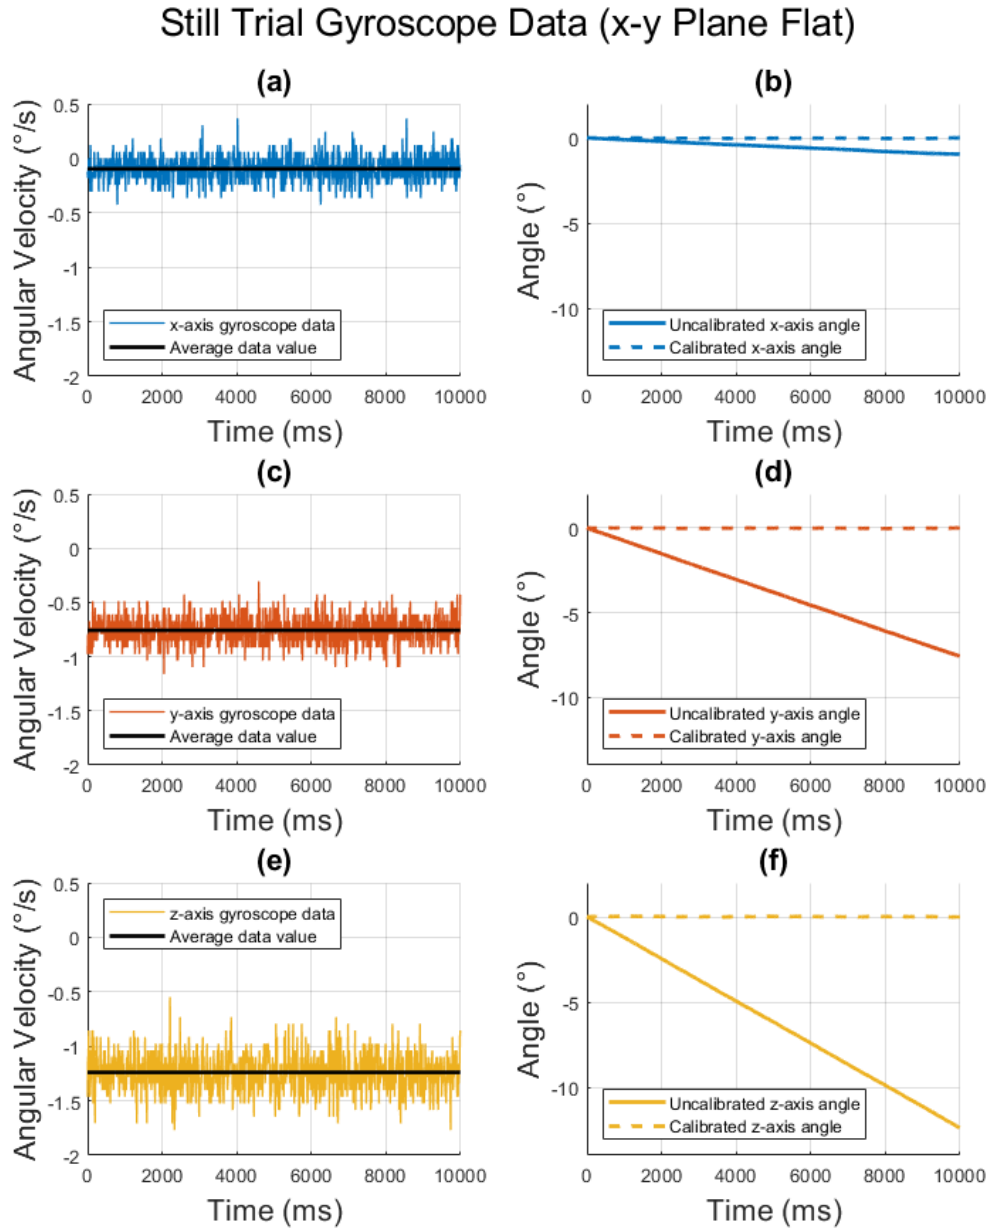 Still Trial Gyroscope Data (x-y Plane Flat)
(a)
Angular Velocity (°/s)
0.5
0
-0.5
-1
-1.5
-2
x-axis gyroscope data
Average data value
0 2000 4000 6000 8000 10000
Time (ms)
(b)
Angle (°)
0
-5
-10
Uncalibrated x-axis angle
Calibrated x-axis angle
0 2000 4000 6000 8000 10000
Time (ms)
(c)
Angular Velocity (°/s)
0.5
0
-0.5
-1
-1.5
-2
y-axis gyroscope data
Average data value
0 2000 4000 6000 8000 10000
Time (ms)
(d)
Angle (°)
0
-5
-10
Uncalibrated y-axis angle
Calibrated y-axis angle
0 2000 4000 6000 8000 10000
Time (ms)
(e)
Angular Velocity (°/s)
0.5
0
-0.5
-1
-1.5
-2
z-axis gyroscope data
Average data value
0 2000 4000 6000 8000 10000
Time (ms)
(f)
Angle (°)
0
-5
-10
Uncalibrated z-axis angle
Calibrated z-axis angle
0 2000 4000 6000 8000 10000
Time (ms)